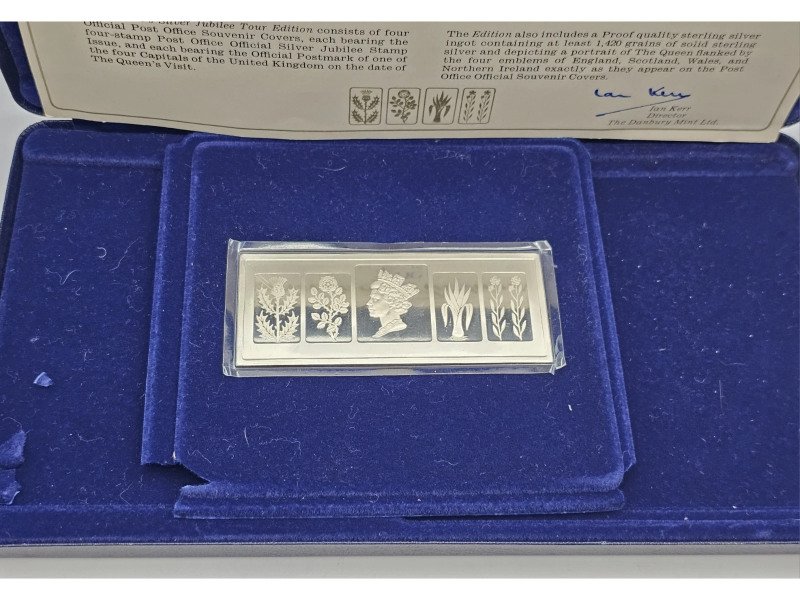 Silver Jubilee Tour Edition consists of four
Official Post Office Souvenir Covers, each bearing the
four-stamp Post Office Official Silver Jubilee Stamp
Issue, and each bearing the Official Postmark of one of
the four Capitals of the United Kingdom on the date of
The Queen's Visit.
The Edition also includes a Proof quality sterling silver
ingot containing at least 1,420 grains of solid sterling
silver and depicting a portrait of The Queen flanked by
the four emblems of England, Scotland, Wales, and
Northern Ireland exactly as they appear on the Post
Office Official Souvenir Covers.
Ian Kerr
Ian Kerr
Director
The Danbury Mint Ltd.